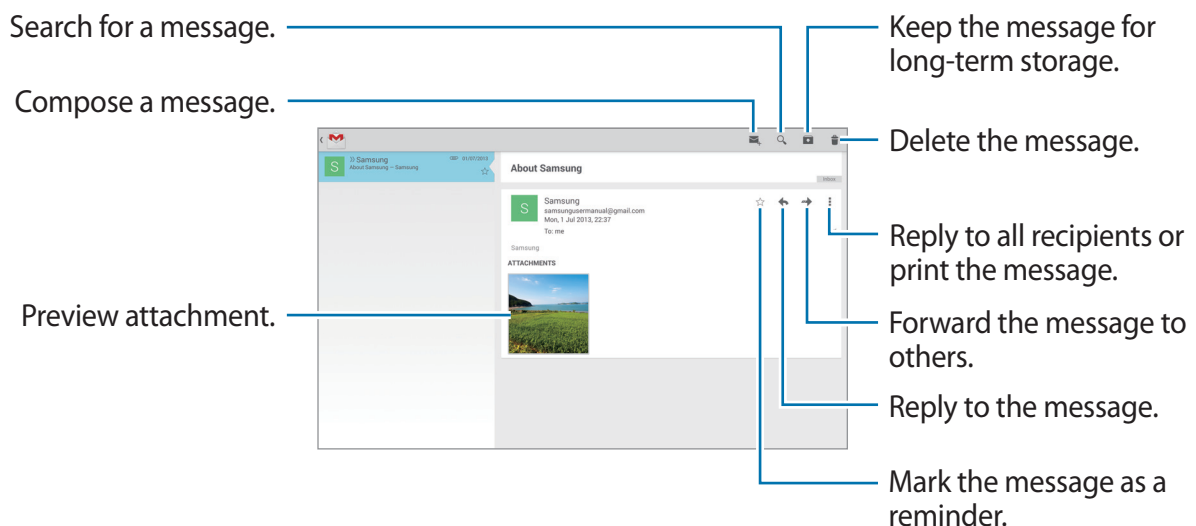 Search for a message.
Compose a message.
Preview attachment.
Keep the message for
long-term storage.
Delete the message.
Reply to all recipients or
print the message.
Forward the message to
others.
Reply to the message.
Mark the message as a
reminder.
S
Samsung
01/07/2013
About Samsung — Samsung
About Samsung
Inbox
S
Samsung
samsungusermanual@gmail.com
Mon, 1 Jul 2013, 22:37
To: me
Samsung
ATTACHMENTS